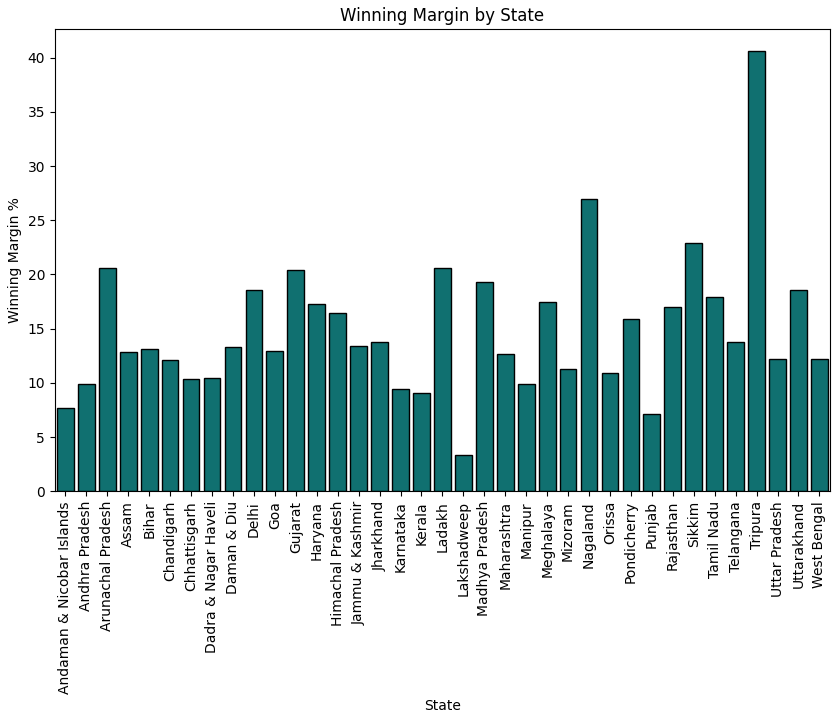 Winning Margin by State
Winning Margin %
40
35
30
25
20
15
10
5
0
Andaman & Nicobar Islands
Andhra Pradesh
Arunachal Pradesh
Assam
Bihar
Chandigarh
Chhattisgarh
Dadra & Nagar Haveli
Daman & Diu
Delhi
Goa
Gujarat
Haryana
Himachal Pradesh
Jammu & Kashmir
Jharkhand
Karnataka
Kerala
Ladakh
Lakshadweep
Madhya Pradesh
Maharashtra
Manipur
Meghalaya
Mizoram
Nagaland
Orissa
Pondicherry
Punjab
Rajasthan
Sikkim
Tamil Nadu
Telangana
Tripura
Uttar Pradesh
Uttarakhand
West Bengal
State